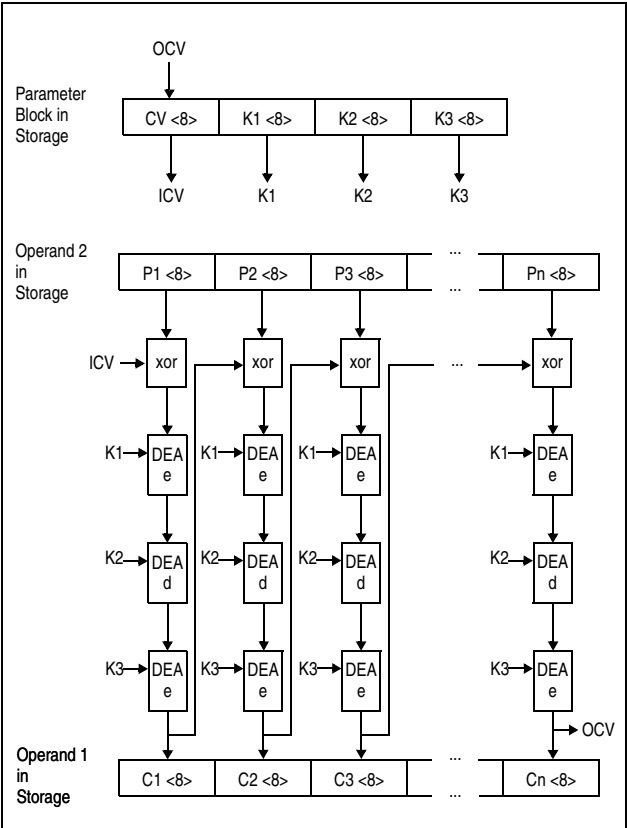 OCV
Parameter
Block in
Storage
CV <8> K1 <8> K2 <8> K3 <8>
ICV K1 K2 K3
Operand 2
in
Storage
...
P1 <8> P2 <8> P3 <8> Pn <8>
...
ICV xor xor xor ... xor
K1 DEA K1 DEA K1 DEA K1 DEA
e e e e
K2 DEA K2 DEA K2 DEA K2 DEA
d d d d
K3 DEA K3 DEA K3 DEA K3 DEA
e e e e
OCV
Operand 1
in
Storage
...
C1 <8> C2 <8> C3 <8> Cn <8>
...